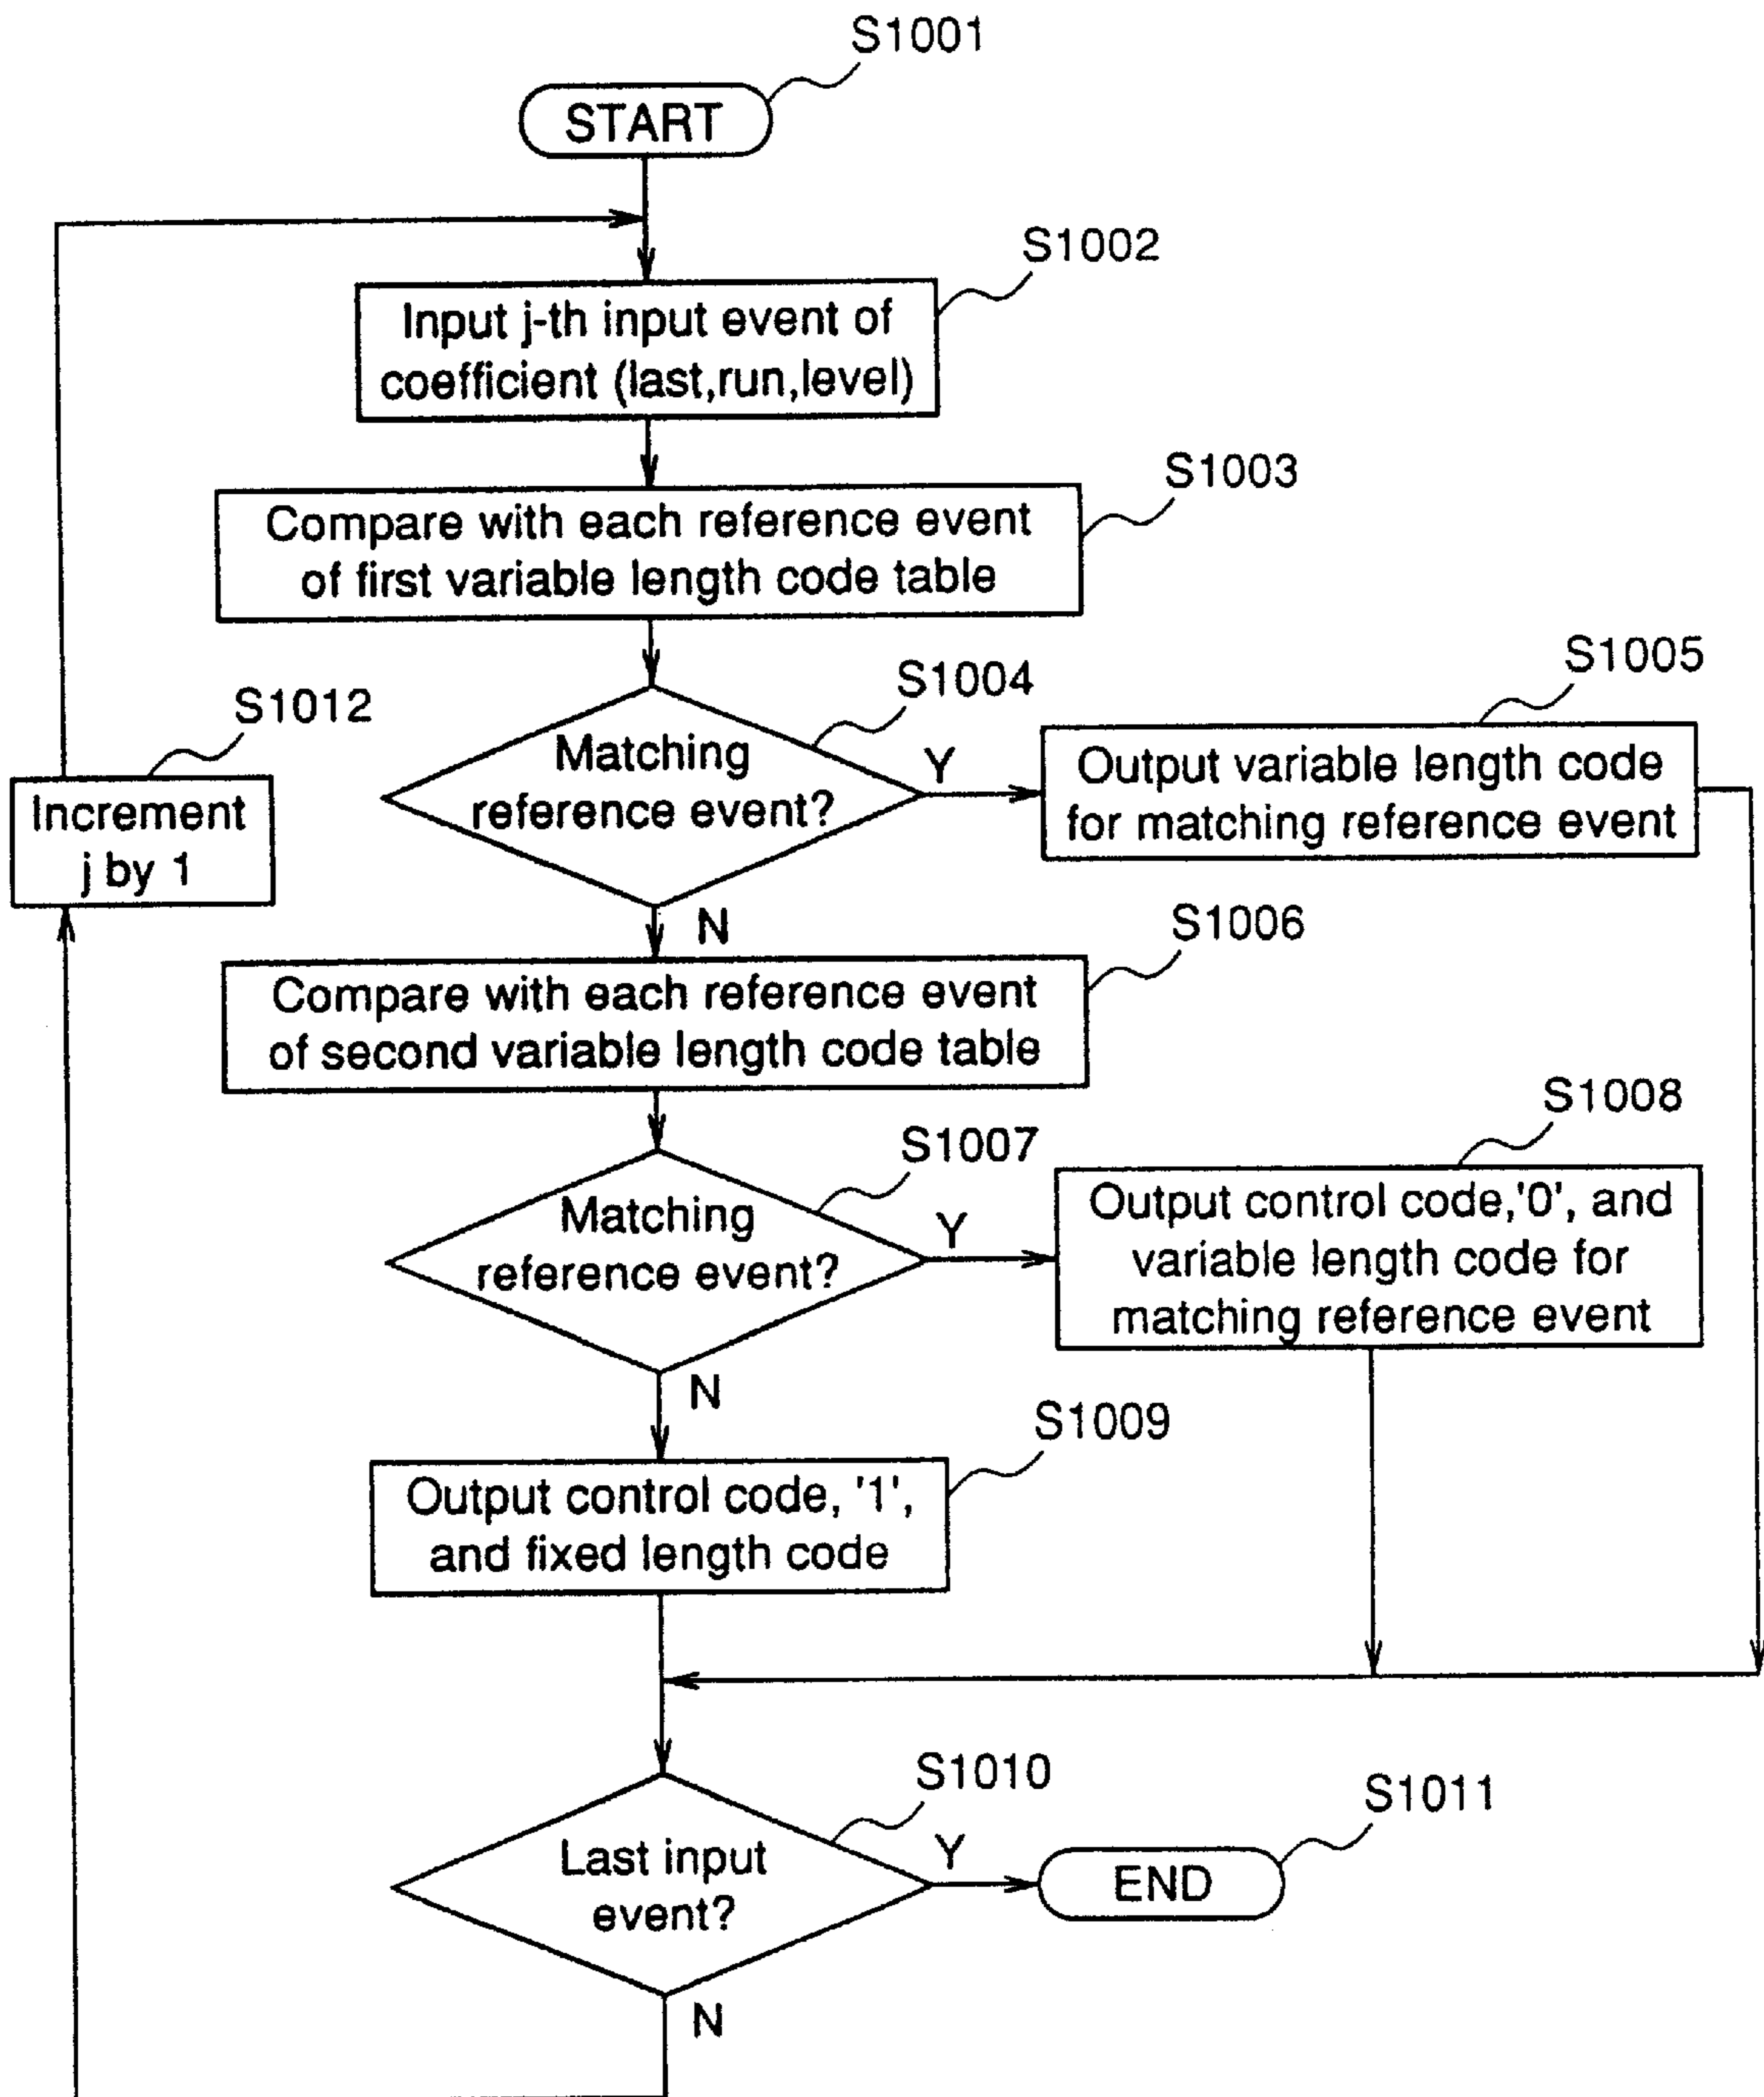 S1001
START
S1002
Input j-th input event of
coefficient (last,run,level)
S1003
Compare with each reference event
of first variable length code table
S1004
Matching
reference event?
Y
S1005
Output variable length code
for matching reference event
S1012
Increment
j by 1
N
S1006
Compare with each reference event
of second variable length code table
S1007
Matching
reference event?
Y
S1008
Output control code,'0', and
variable length code for
matching reference event
N
S1009
Output control code, '1',
and fixed length code
S1010
Last input
event?
Y
S1011
END
N